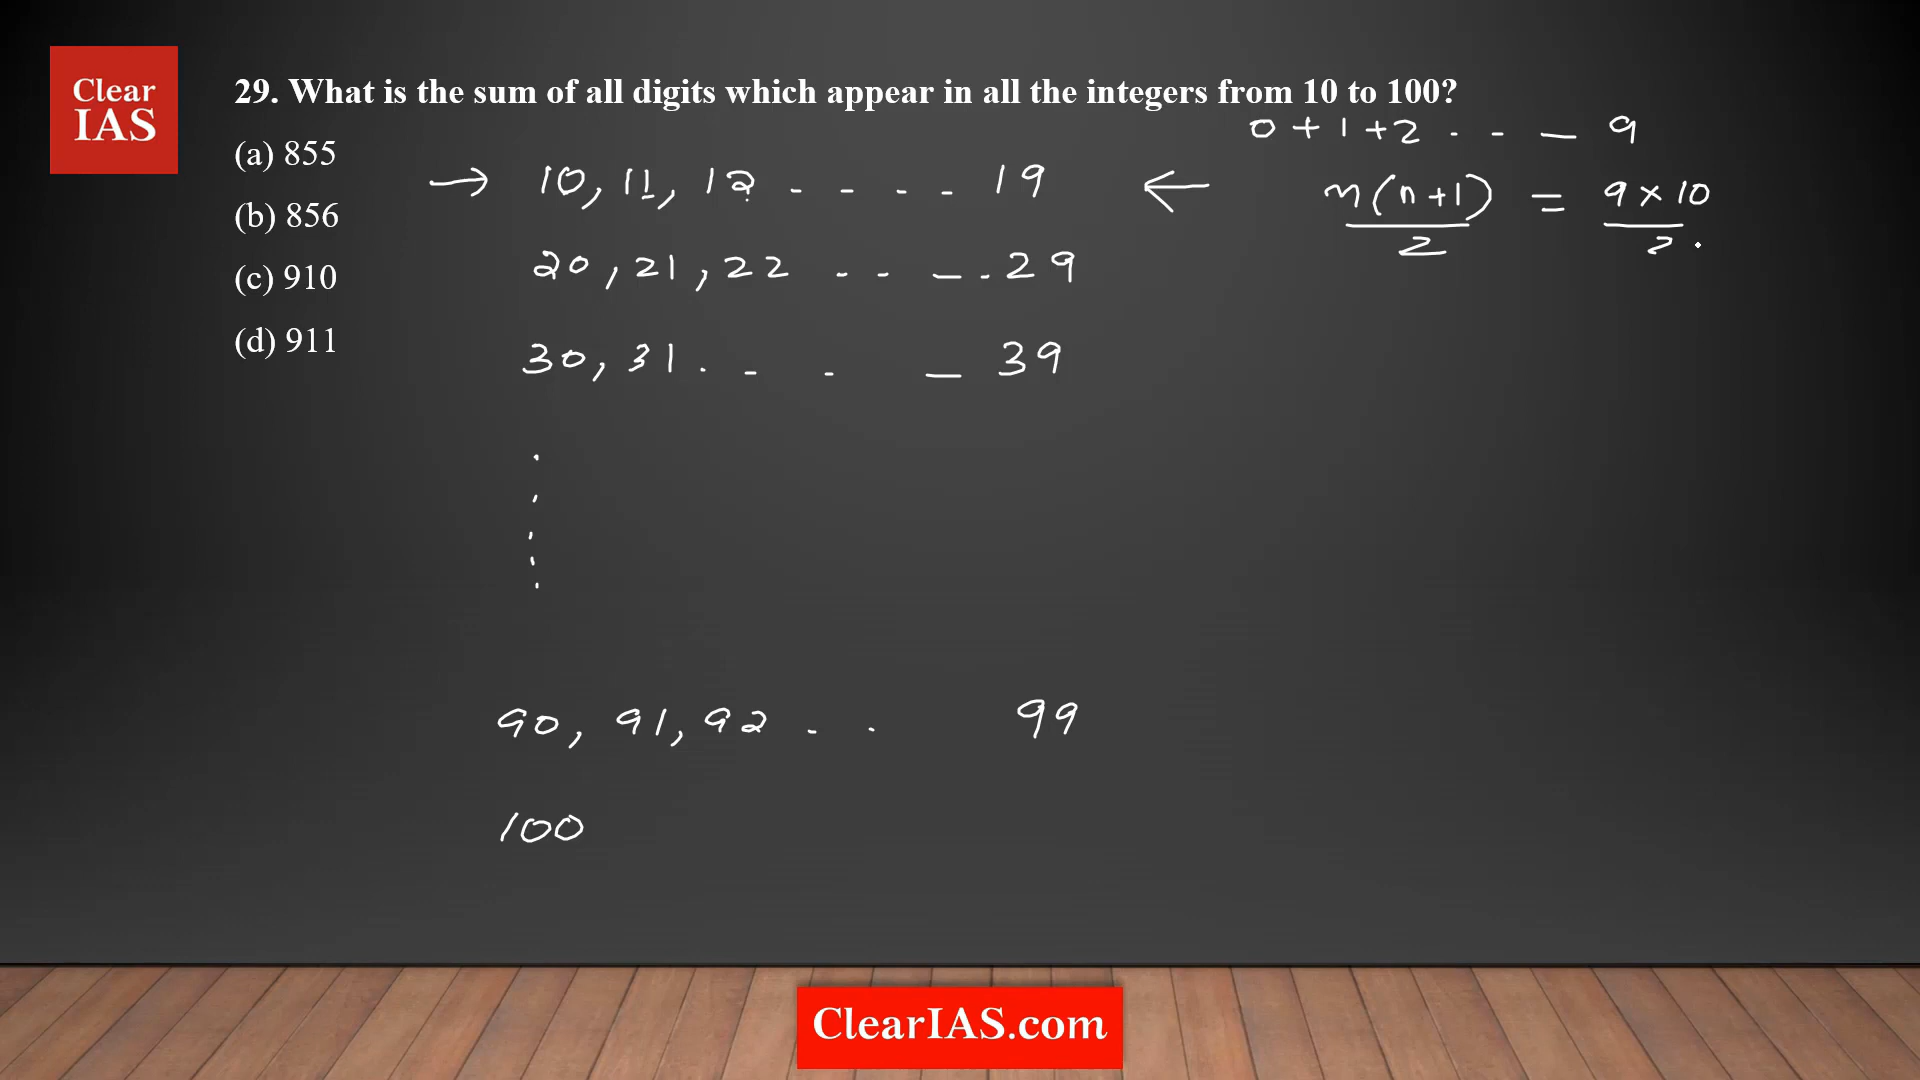 Clear
IAS
29. What is the sum of all digits which appear in all the integers from 10 to 100?
0 + 1 + 2 - - — 9
(a) 855
→ 10, 11, 12 - - - - 19 ←
n(n+1)/2 = 9 × 10/2
(b) 856
20, 21, 22 - - — - 29
(c) 910
(d) 911
30, 31 . - - — 39
90, 91, 92 - . 99
100
ClearIAS.com